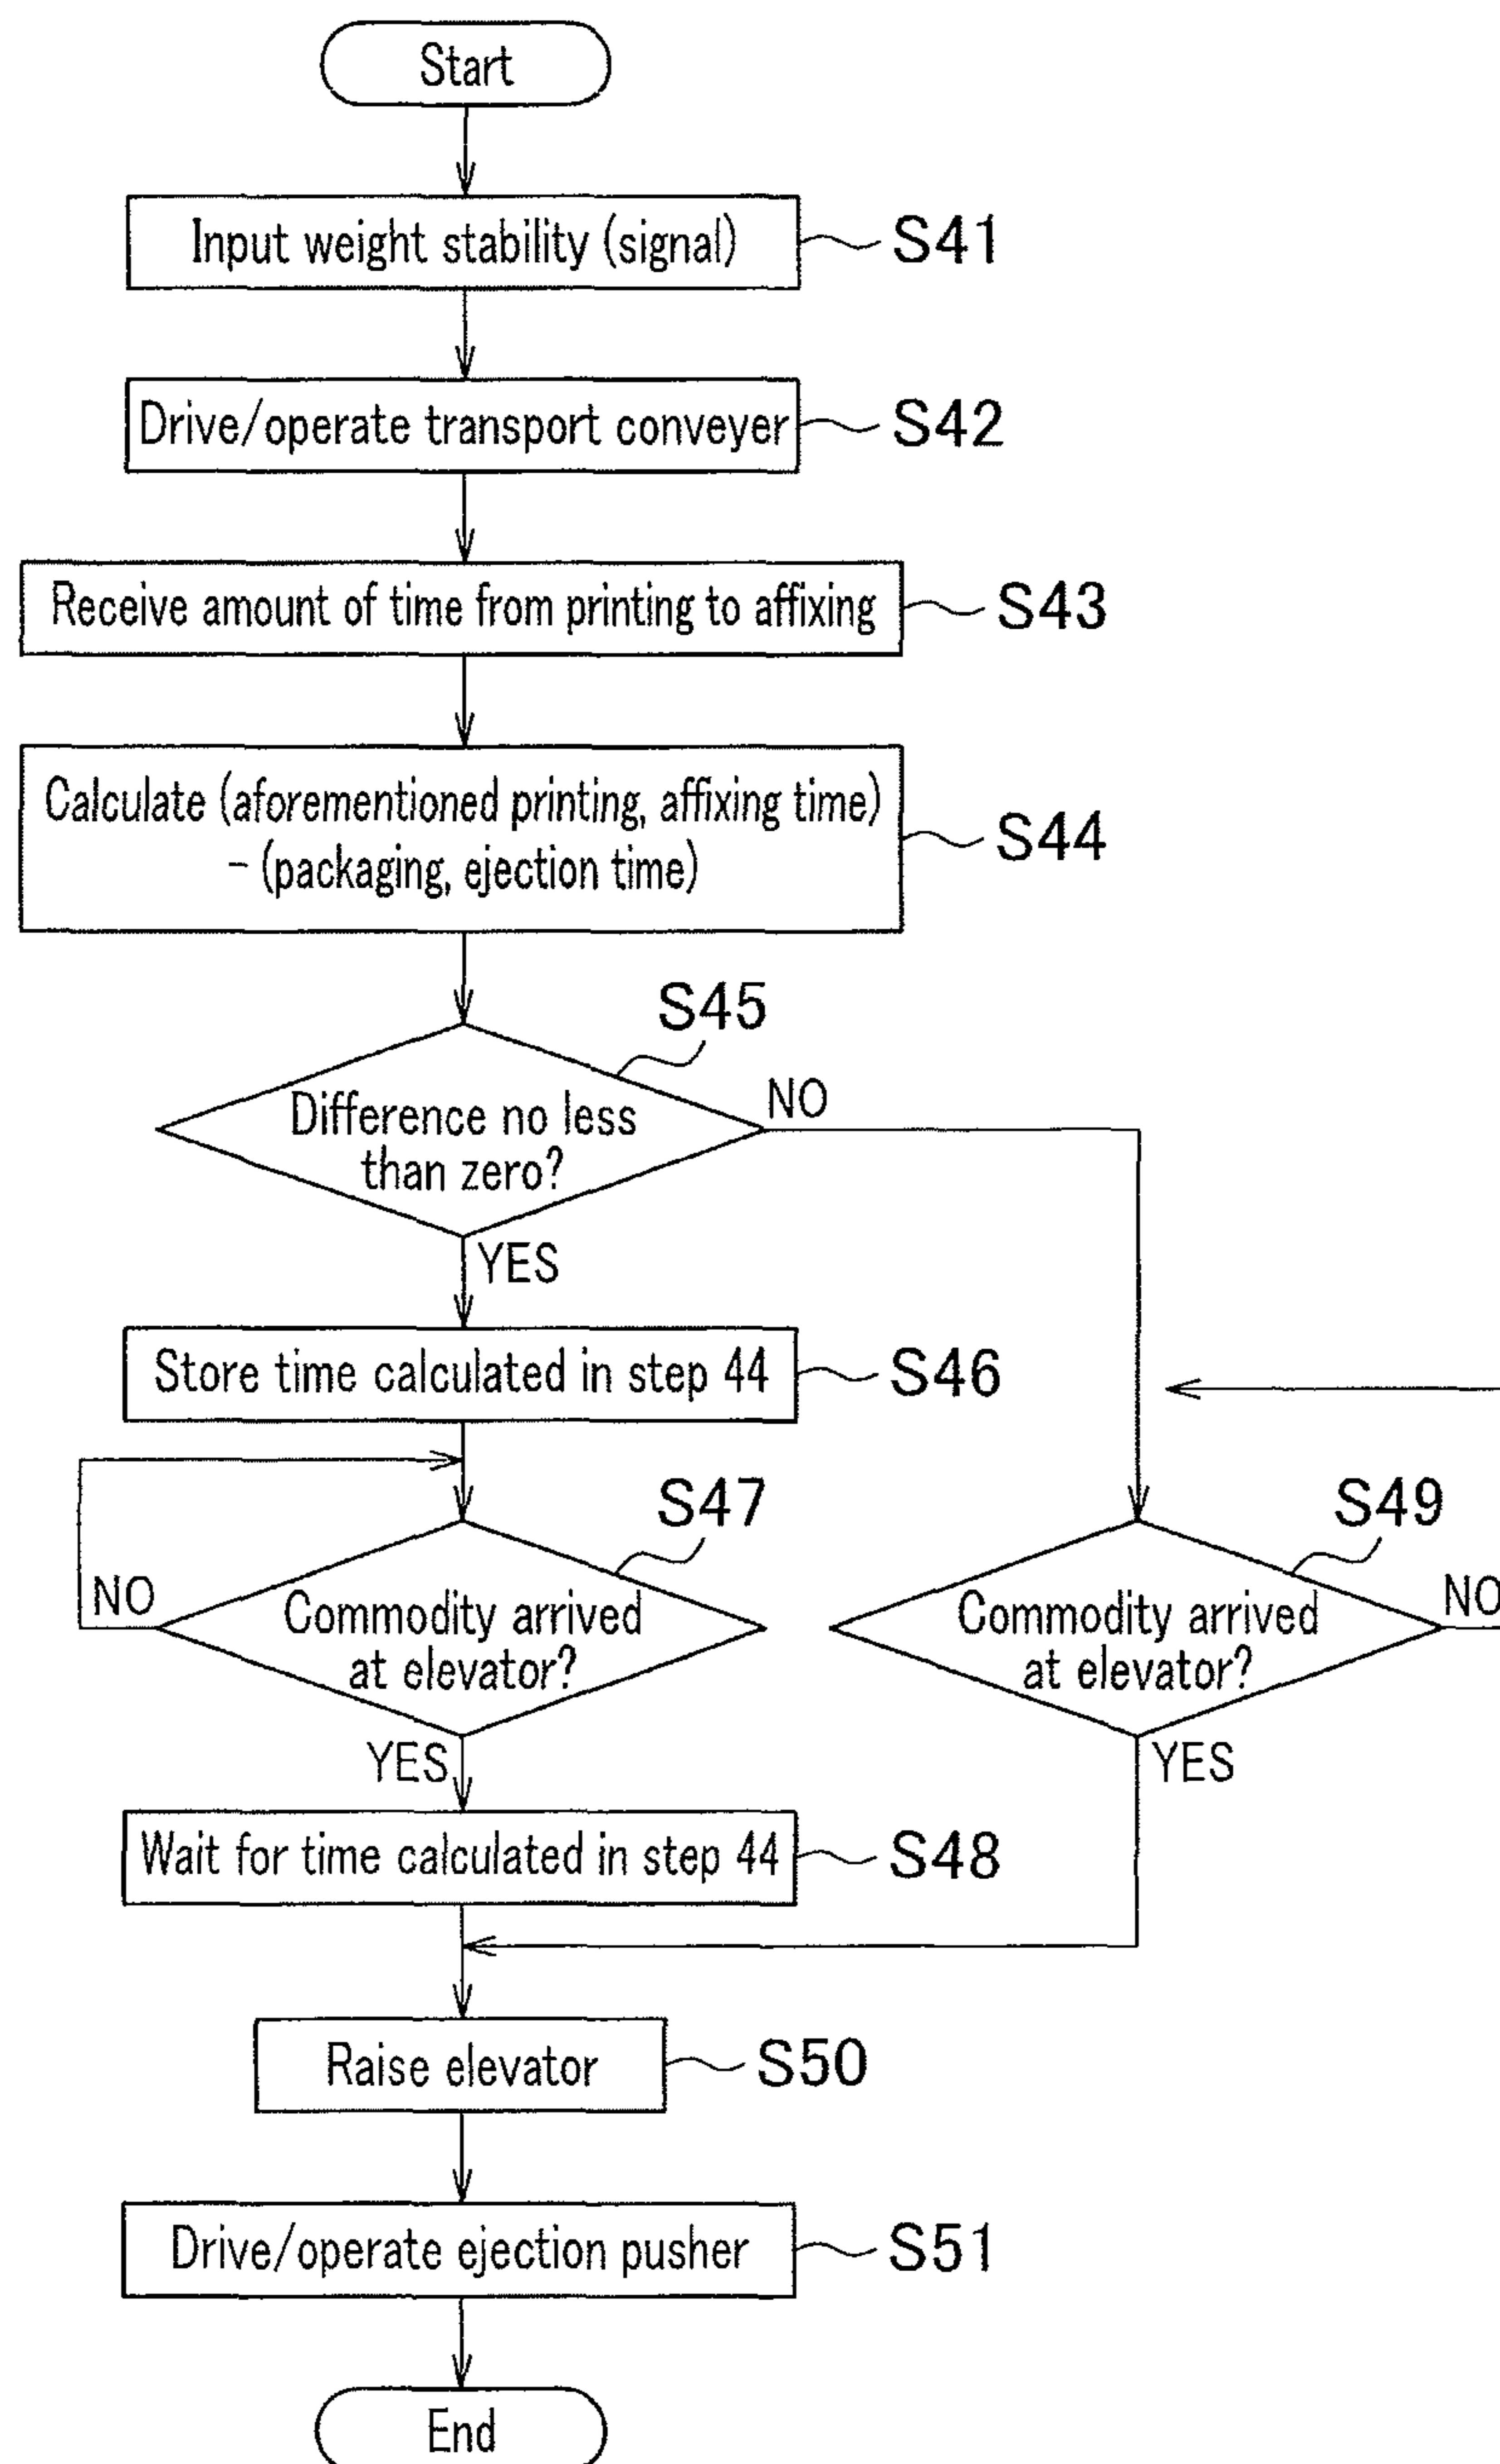 Start
Input weight stability (signal)
S41
Drive/operate transport conveyer
S42
Receive amount of time from printing to affixing
S43
Calculate (aforementioned printing, affixing time)
- (packaging, ejection time)
S44
S45
Difference no less
than zero?
NO
YES
Store time calculated in step 44
S46
S47
Commodity arrived
at elevator?
NO
YES
S49
Commodity arrived
at elevator?
NO
YES
Wait for time calculated in step 44
S48
Raise elevator
S50
Drive/operate ejection pusher
S51
End